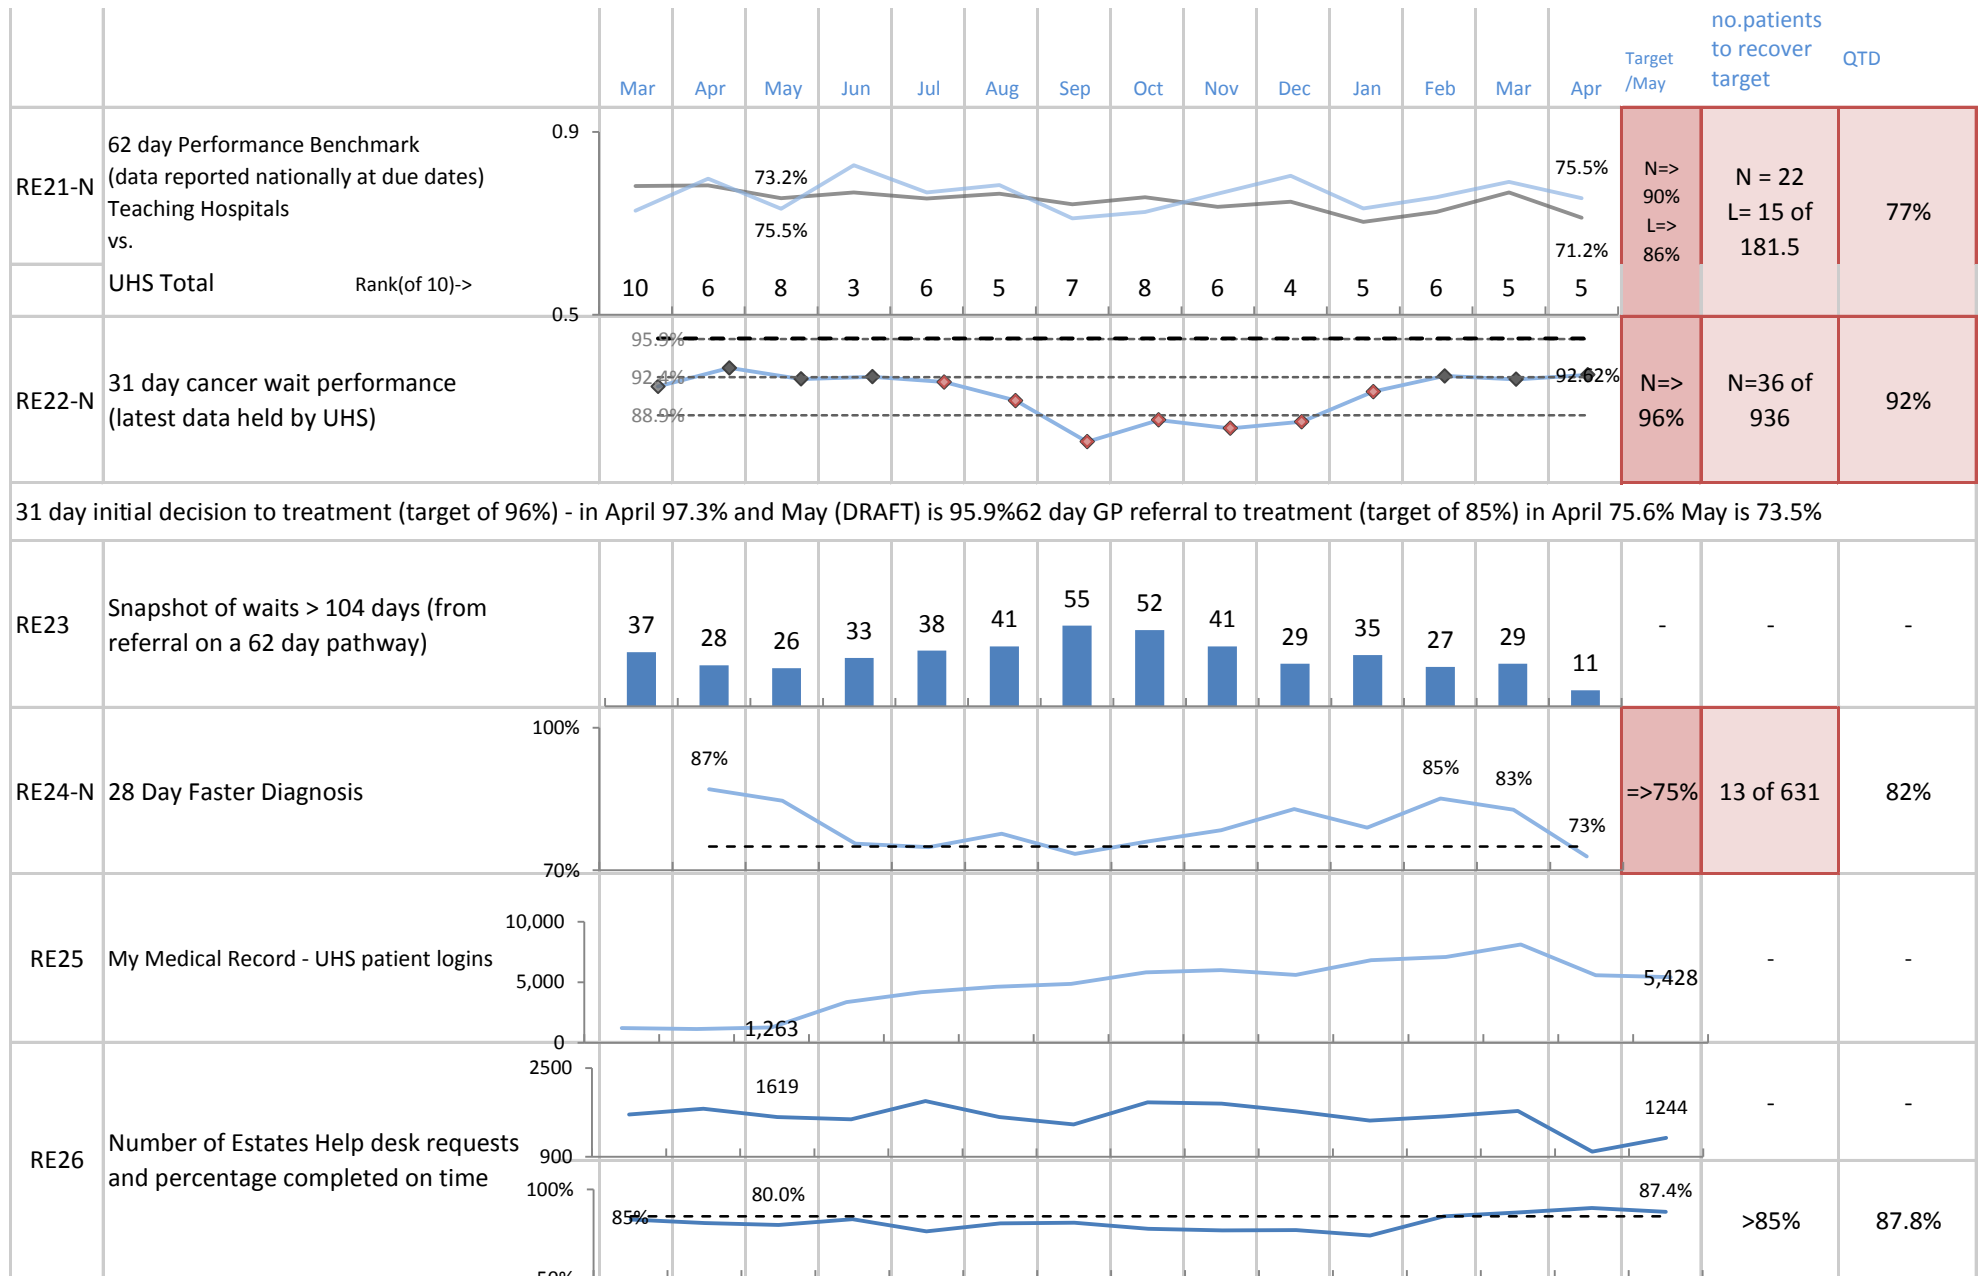 no.patients
to recover
target
Target
/May
QTD
Mar Apr May Jun Jul Aug Sep Oct Nov Dec Jan Feb Mar Apr
RE21-N
62 day Performance Benchmark
(data reported nationally at due dates)
Teaching Hospitals
vs.
UHS Total
Rank(of 10)->
0.9
0.5
73.2%
75.5%
75.5%
71.2%
10 6 8 3 6 5 7 8 6 4 5 6 5 5
N=>
90%
L=>
86%
N = 22
L= 15 of
181.5
77%
RE22-N
31 day cancer wait performance
(latest data held by UHS)
95.9%
92.4%
88.9%
92.62%
N=>
96%
N=36 of
936
92%
31 day initial decision to treatment (target of 96%) - in April 97.3% and May (DRAFT) is 95.9%62 day GP referral to treatment (target of 85%) in April 75.6% May is 73.5%
RE23
Snapshot of waits > 104 days (from
referral on a 62 day pathway)
37 28 26 33 38 41 55 52 41 29 35 27 29 11
- - -
RE24-N
28 Day Faster Diagnosis
100%
70%
87%
85%
83%
73%
=>75%
13 of 631
82%
RE25
My Medical Record - UHS patient logins
10,000
5,000
0
1,263
5,428
- -
RE26
Number of Estates Help desk requests
and percentage completed on time
2500
900
1619
1244
- -
100%
50%
85%
80.0%
87.4%
>85%
87.8%